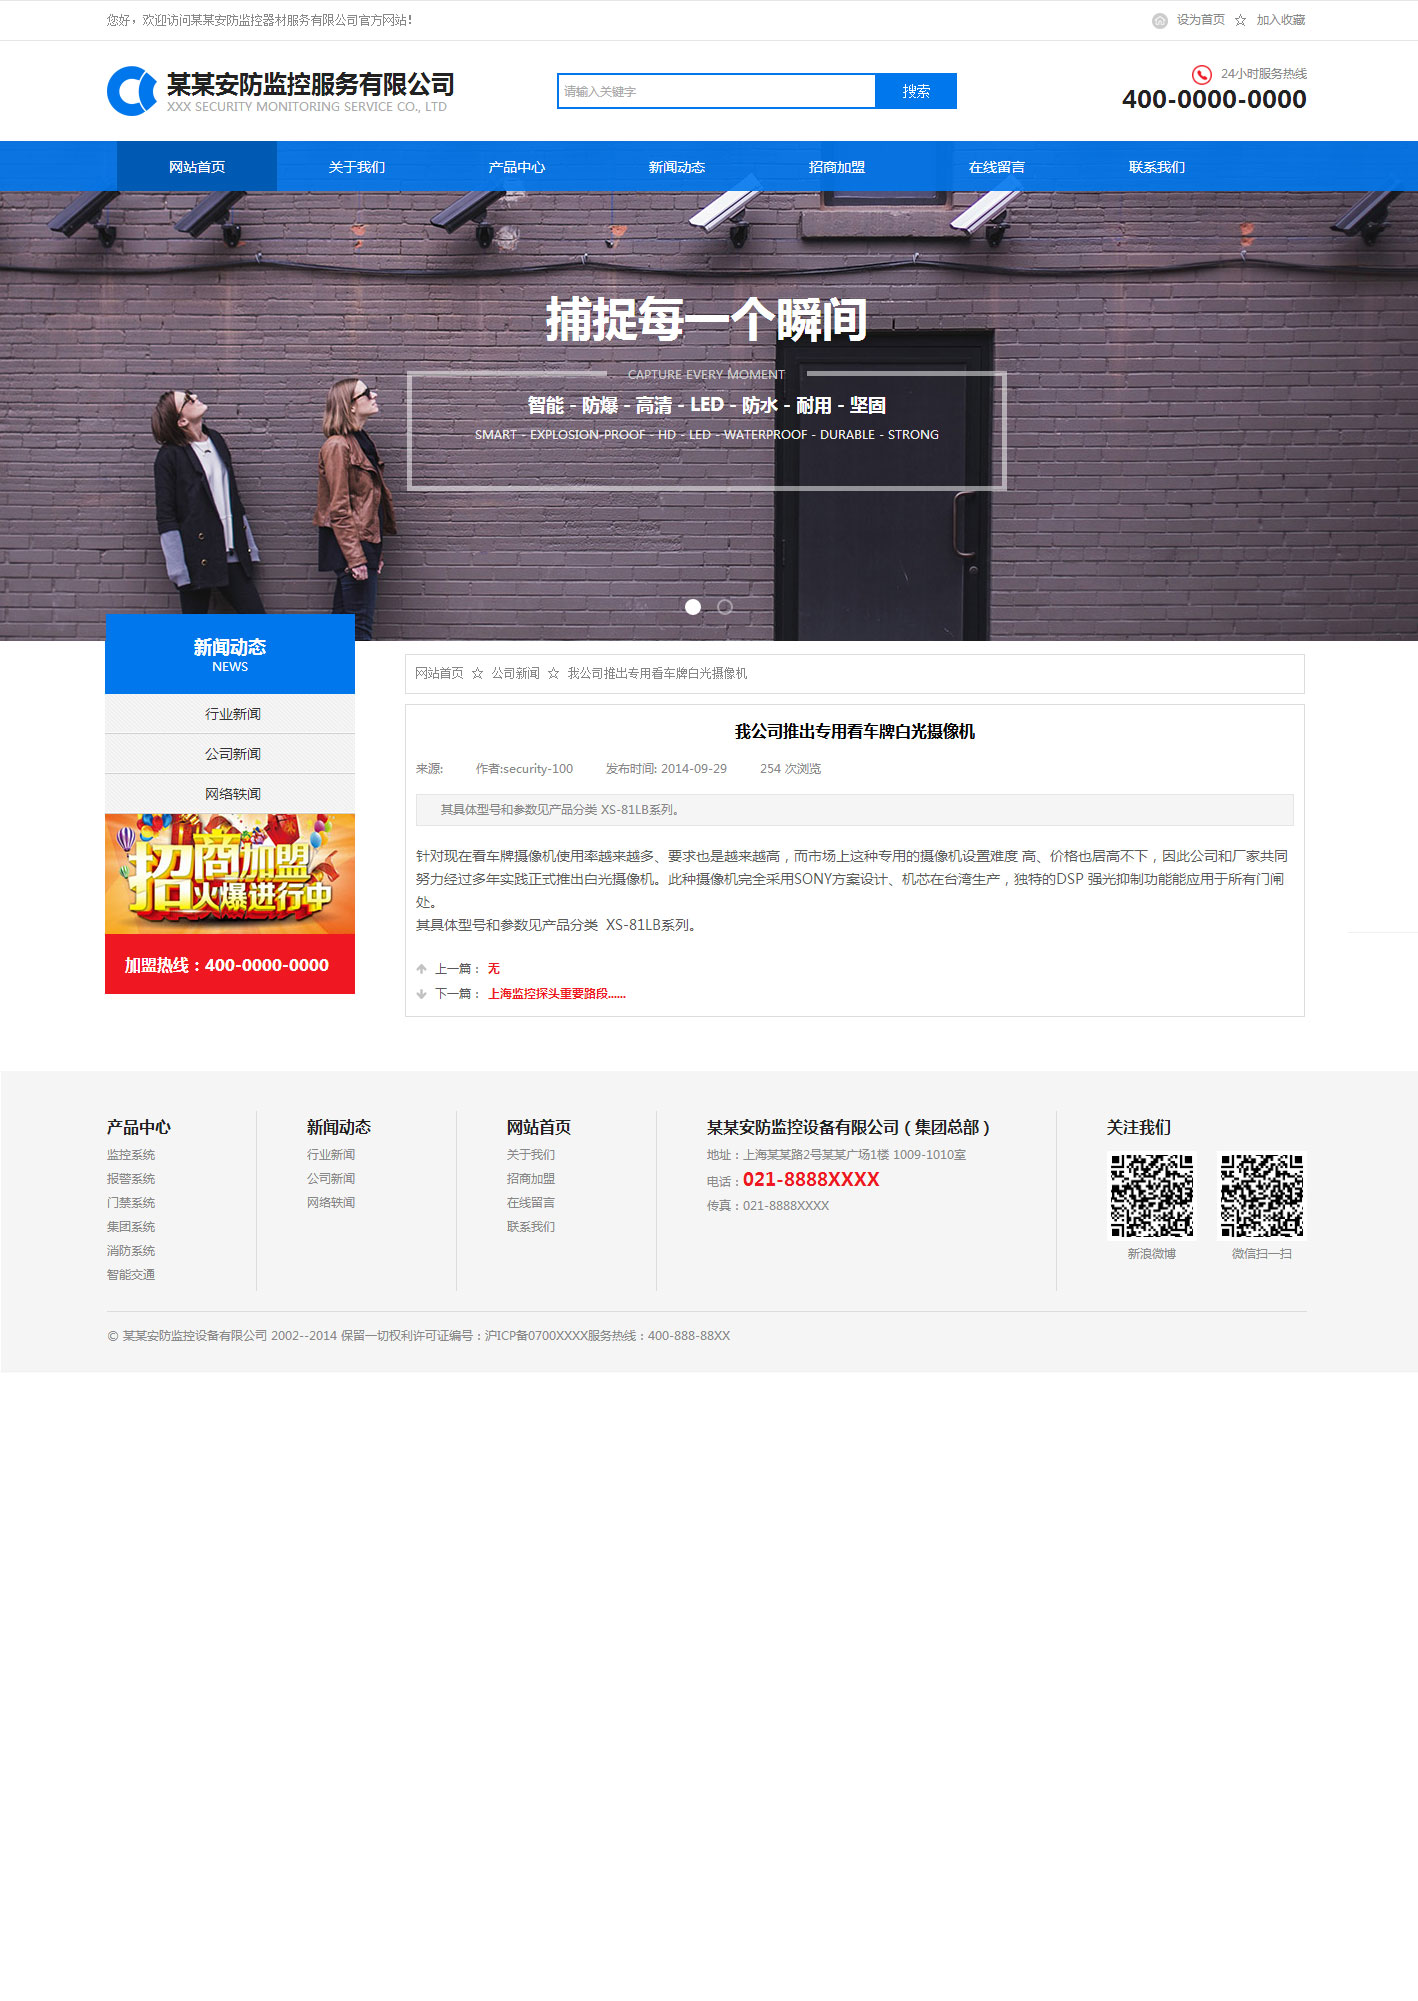 您好，欢迎访问某某安防监控器材服务有限公司官方网站！
设为首页 ☆ 加入收藏
某某安防监控服务有限公司
XXX SECURITY MONITORING SERVICE CO., LTD
请输入关键字
搜索
24小时服务热线
400-0000-0000
网站首页 关于我们 产品中心 新闻动态 招商加盟 在线留言 联系我们
捕捉每一个瞬间
CAPTURE EVERY MOMENT
智能 - 防爆 - 高清 - LED - 防水 - 耐用 - 坚固
SMART - EXPLOSION-PROOF - HD - LED - WATERPROOF - DURABLE - STRONG
新闻动态
NEWS
行业新闻
公司新闻
网络轶闻
招商加盟
火爆进行中
加盟热线：400-0000-0000
网站首页 ☆ 公司新闻 ☆ 我公司推出专用看车牌白光摄像机
我公司推出专用看车牌白光摄像机
来源: 作者:security-100 发布时间: 2014-09-29 254 次浏览
其具体型号和参数见产品分类 XS-81LB系列。
针对现在看车牌摄像机使用率越来越多、要求也是越来越高，而市场上这种专用的摄像机设置难度 高、价格也居高不下，因此公司和厂家共同
努力经过多年实践正式推出白光摄像机。此种摄像机完全采用SONY方案设计、机芯在台湾生产，独特的DSP 强光抑制功能能应用于所有门闸
处。
其具体型号和参数见产品分类 XS-81LB系列。
上一篇： 无
下一篇： 上海监控探头重要路段......
产品中心
监控系统
报警系统
门禁系统
集团系统
消防系统
智能交通
新闻动态
行业新闻
公司新闻
网络轶闻
网站首页
关于我们
招商加盟
在线留言
联系我们
某某安防监控设备有限公司（集团总部）
地址：上海某某路2号某某广场1楼 1009-1010室
电话：021-8888XXXX
传真：021-8888XXXX
关注我们
新浪微博
微信扫一扫
© 某某安防监控设备有限公司 2002--2014 保留一切权利许可证编号：沪ICP备0700XXXX服务热线：400-888-88XX